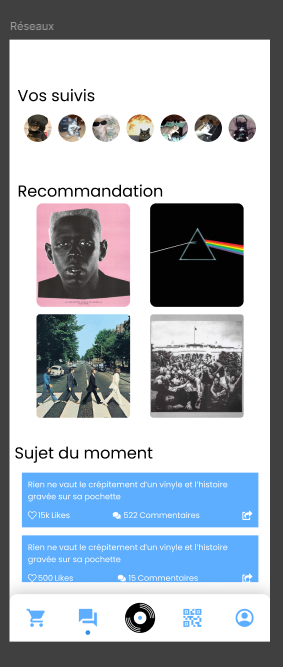 Réseaux
Vos suivis
Recommandation
Sujet du moment
Rien ne vaut le crépitement d'un vinyle et l'histoire
gravée sur sa pochette
15k Likes 522 Commentaires
Rien ne vaut le crépitement d'un vinyle et l'histoire
gravée sur sa pochette
500 Likes 15 Commentaires